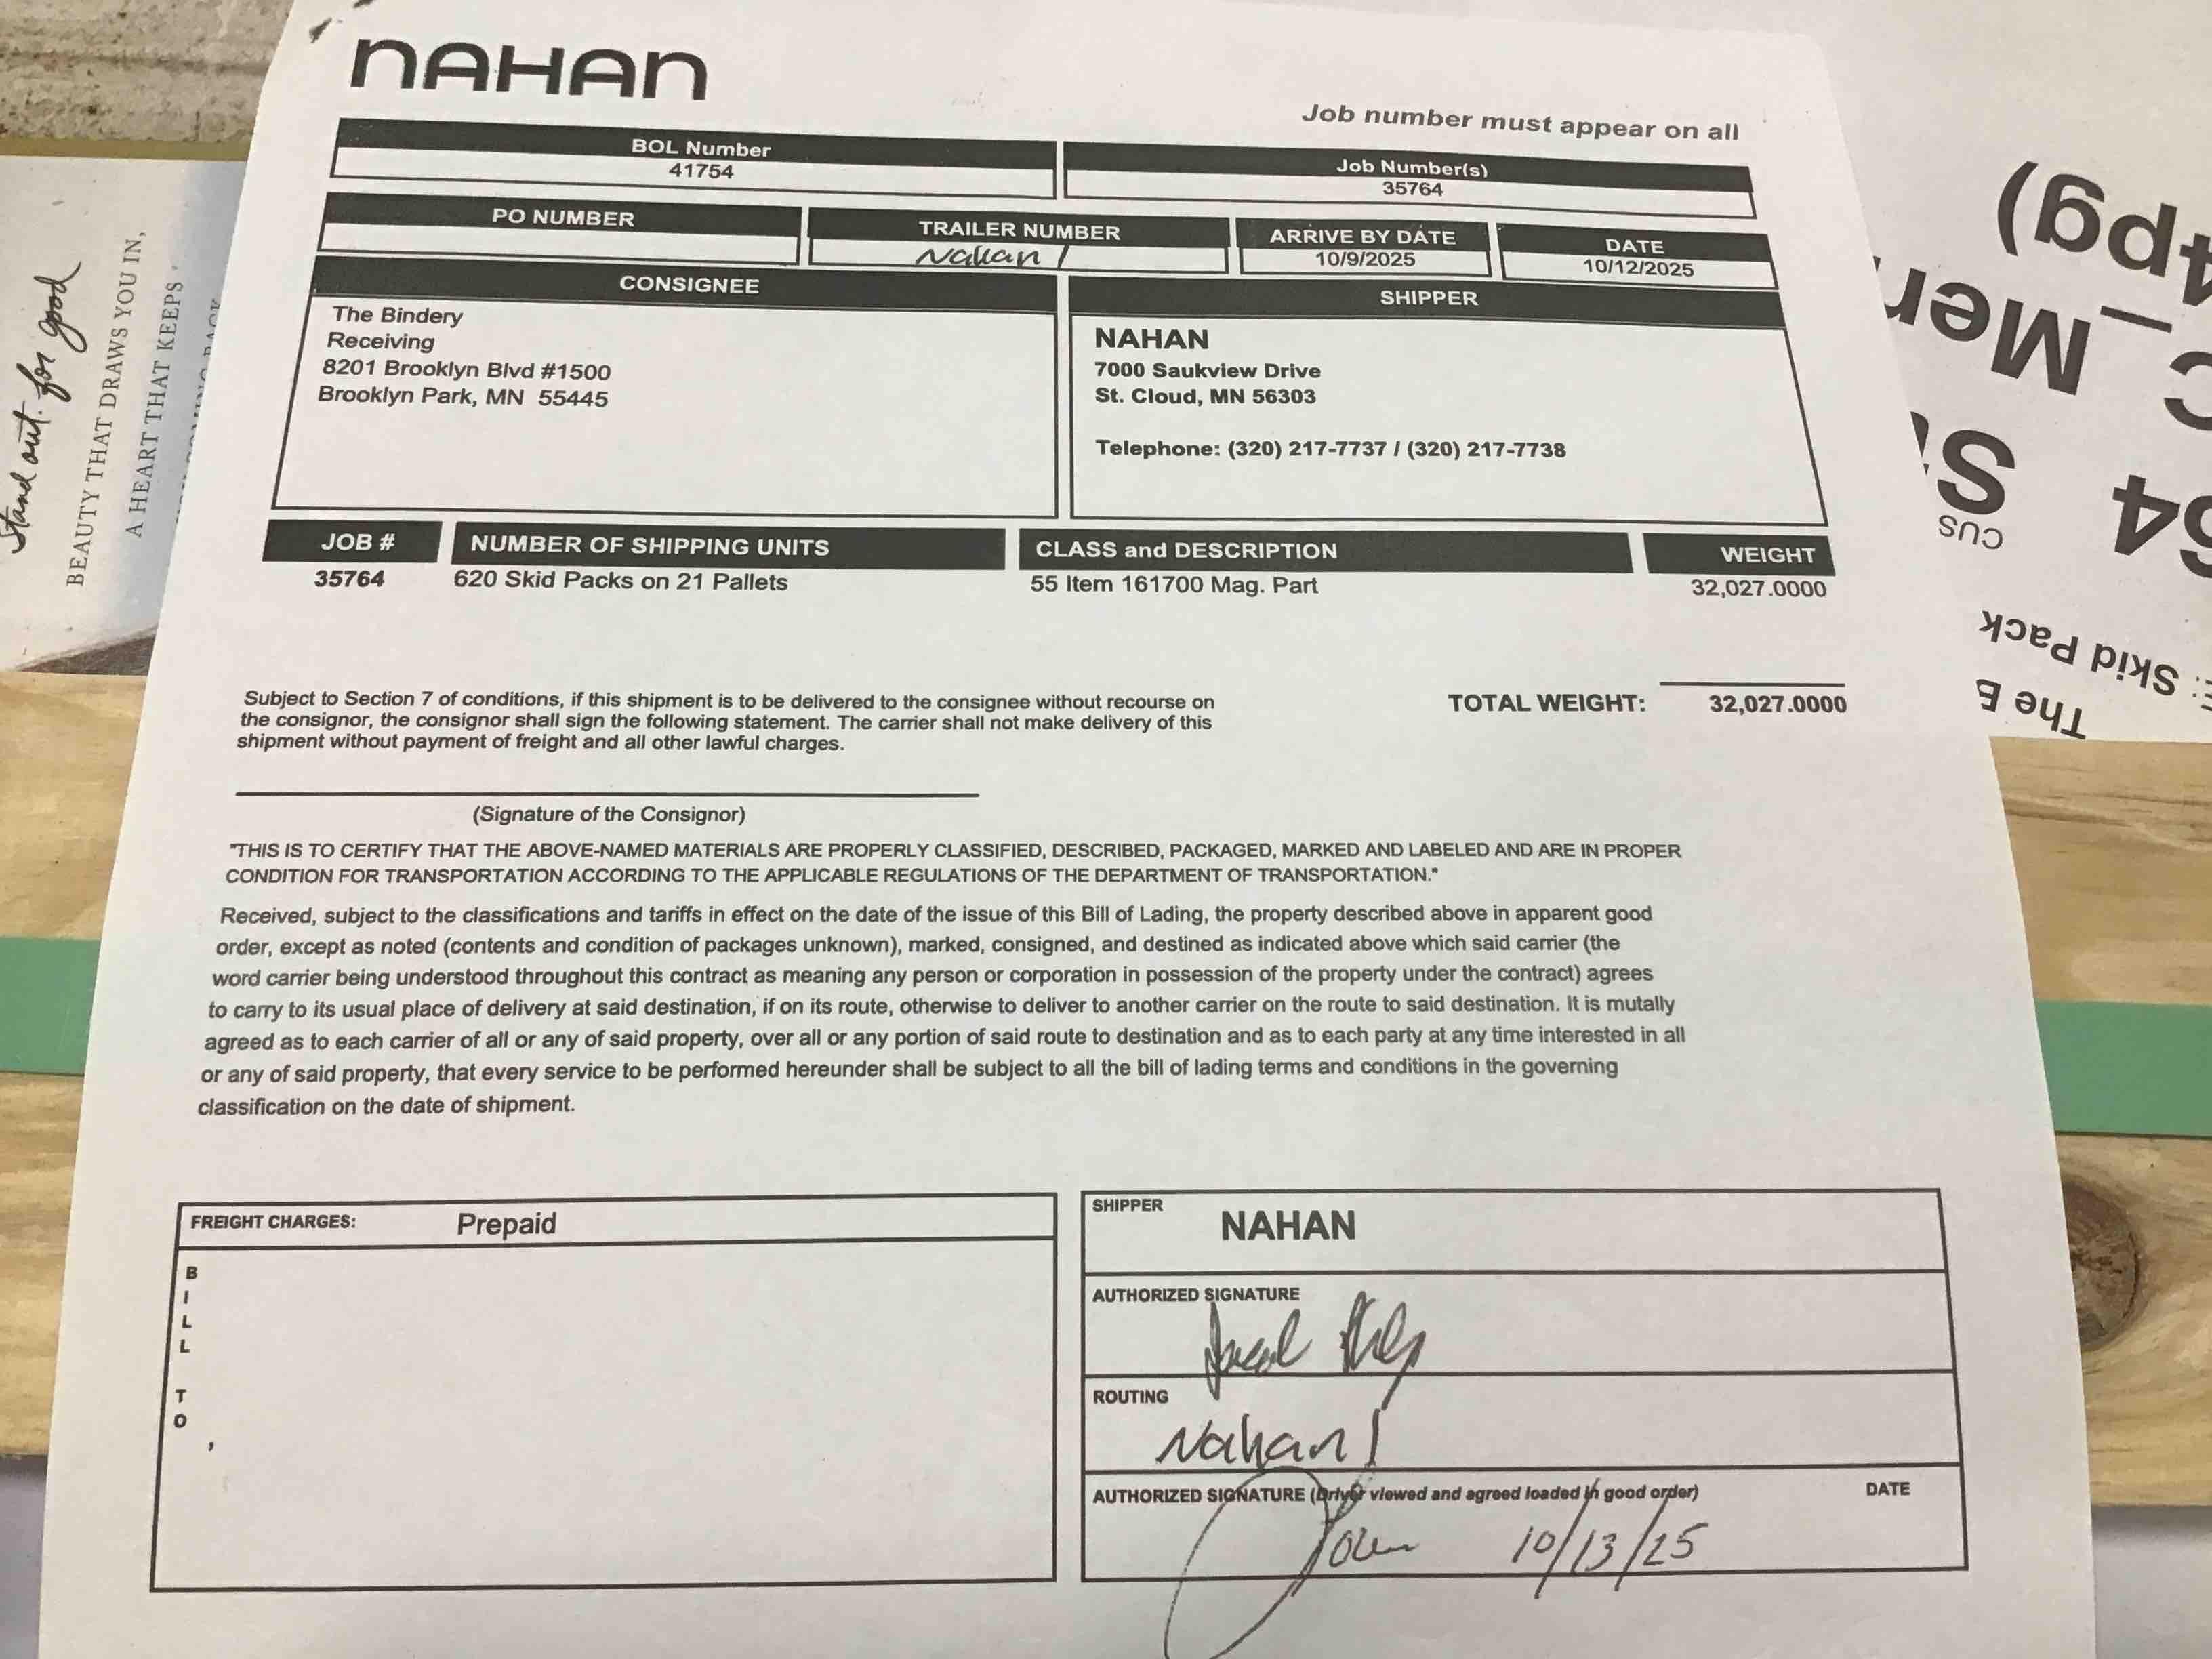 NAHAN
Job number must appear on all
BOL Number
41754
Job Number(s)
35764
PO NUMBER
TRAILER NUMBER
Nahan 1
ARRIVE BY DATE
10/9/2025
DATE
10/12/2025
CONSIGNEE
The Bindery
Receiving
8201 Brooklyn Blvd #1500
Brooklyn Park, MN 55445
SHIPPER
NAHAN
7000 Saukview Drive
St. Cloud, MN 56303
Telephone: (320) 217-7737 / (320) 217-7738
JOB # NUMBER OF SHIPPING UNITS CLASS and DESCRIPTION WEIGHT
35764 620 Skid Packs on 21 Pallets 55 Item 161700 Mag. Part 32,027.0000
Subject to Section 7 of conditions, if this shipment is to be delivered to the consignee without recourse on
the consignor, the consignor shall sign the following statement. The carrier shall not make delivery of this
shipment without payment of freight and all other lawful charges.
TOTAL WEIGHT: 32,027.0000
(Signature of the Consignor)
"THIS IS TO CERTIFY THAT THE ABOVE-NAMED MATERIALS ARE PROPERLY CLASSIFIED, DESCRIBED, PACKAGED, MARKED AND LABELED AND ARE IN PROPER
CONDITION FOR TRANSPORTATION ACCORDING TO THE APPLICABLE REGULATIONS OF THE DEPARTMENT OF TRANSPORTATION."
Received, subject to the classifications and tariffs in effect on the date of the issue of this Bill of Lading, the property described above in apparent good
order, except as noted (contents and condition of packages unknown), marked, consigned, and destined as indicated above which said carrier (the
word carrier being understood throughout this contract as meaning any person or corporation in possession of the property under the contract) agrees
to carry to its usual place of delivery at said destination, if on its route, otherwise to deliver to another carrier on the route to said destination. It is mutally
agreed as to each carrier of all or any of said property, over all or any portion of said route to destination and as to each party at any time interested in all
or any of said property, that every service to be performed hereunder shall be subject to all the bill of lading terms and conditions in the governing
classification on the date of shipment.
FREIGHT CHARGES: Prepaid
BILL TO
,
SHIPPER
NAHAN
AUTHORIZED SIGNATURE
ROUTING
Nahan 1
AUTHORIZED SIGNATURE (Driver viewed and agreed loaded in good order) DATE
10/13/25
Stand out. for good
BEAUTY THAT DRAWS YOU IN,
A HEART THAT KEEPS
The B
Skid Pack
64
CUS
C_Mer
4pg)